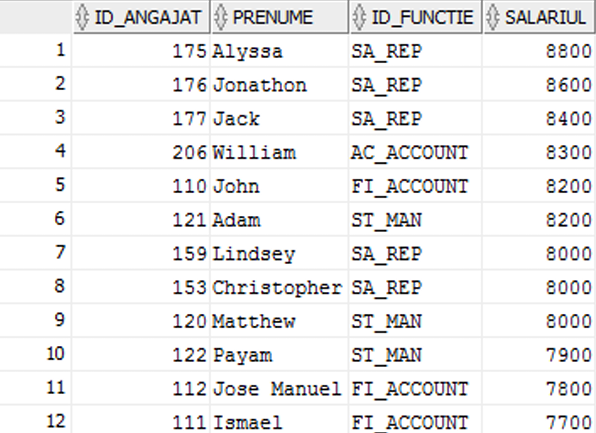 ID_ANGAJAT PRENUME ID_FUNCTIE SALARIUL
1 175 Alyssa SA_REP 8800
2 176 Jonathon SA_REP 8600
3 177 Jack SA_REP 8400
4 206 William AC_ACCOUNT 8300
5 110 John FI_ACCOUNT 8200
6 121 Adam ST_MAN 8200
7 159 Lindsey SA_REP 8000
8 153 Christopher SA_REP 8000
9 120 Matthew ST_MAN 8000
10 122 Payam ST_MAN 7900
11 112 Jose Manuel FI_ACCOUNT 7800
12 111 Ismael FI_ACCOUNT 7700